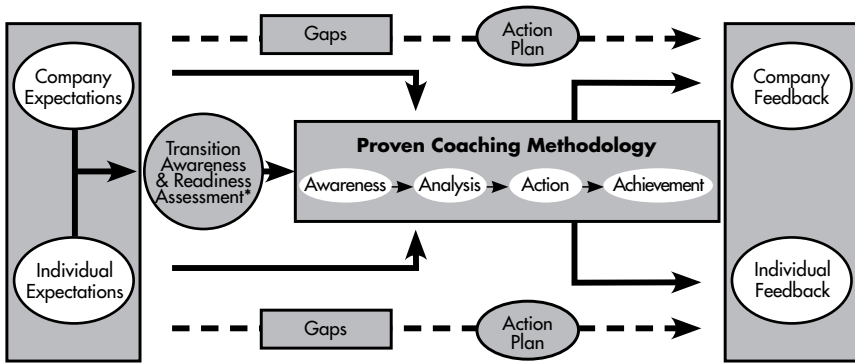 Gaps
Action
Plan
Company
Expectations
Company
Feedback
Transition
Awareness
& Readiness
Assessment*
Proven Coaching Methodology
Awareness
Analysis
Action
Achievement
Individual
Expectations
Individual
Feedback
Gaps
Action
Plan